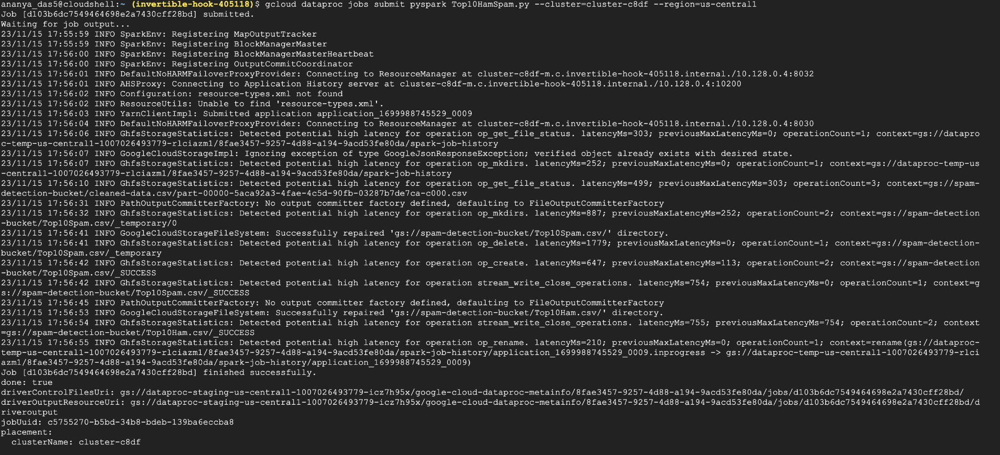 ananya_das5@cloudshell:~ (invertible-hook-405118)$ gcloud dataproc jobs submit pyspark Top10HamSpam.py --cluster=cluster-c8df --region=us-central1
Job [d103b6dc7549464698e2a7430cff28bd] submitted.
Waiting for job output...
23/11/15 17:55:59 INFO SparkEnv: Registering MapOutputTracker
23/11/15 17:55:59 INFO SparkEnv: Registering BlockManagerMaster
23/11/15 17:56:00 INFO SparkEnv: Registering BlockManagerMasterHeartbeat
23/11/15 17:56:00 INFO SparkEnv: Registering OutputCommitCoordinator
23/11/15 17:56:01 INFO DefaultNoHARMFailoverProxyProvider: Connecting to ResourceManager at cluster-c8df-m.c.invertible-hook-405118.internal./10.128.0.4:8032
23/11/15 17:56:01 INFO AHSProxy: Connecting to Application History server at cluster-c8df-m.c.invertible-hook-405118.internal./10.128.0.4:10200
23/11/15 17:56:02 INFO Configuration: resource-types.xml not found
23/11/15 17:56:02 INFO ResourceUtils: Unable to find 'resource-types.xml'.
23/11/15 17:56:03 INFO YarnClientImpl: Submitted application application_1699988745529_0009
23/11/15 17:56:04 INFO DefaultNoHARMFailoverProxyProvider: Connecting to ResourceManager at cluster-c8df-m.c.invertible-hook-405118.internal./10.128.0.4:8030
23/11/15 17:56:06 INFO GhfsStorageStatistics: Detected potential high latency for operation op_get_file_status. latencyMs=303; previousMaxLatencyMs=0; operationCount=1; context=gs://datapro
c-temp-us-central1-1007026493779-rlciazm1/8fae3457-9257-4d88-a194-9acd53fe80da/spark-job-history
23/11/15 17:56:07 INFO GoogleCloudStorageImpl: Ignoring exception of type GoogleJsonResponseException; verified object already exists with desired state.
23/11/15 17:56:07 INFO GhfsStorageStatistics: Detected potential high latency for operation op_mkdirs. latencyMs=252; previousMaxLatencyMs=0; operationCount=1; context=gs://dataproc-temp-us
-central1-1007026493779-rlciazm1/8fae3457-9257-4d88-a194-9acd53fe80da/spark-job-history
23/11/15 17:56:10 INFO GhfsStorageStatistics: Detected potential high latency for operation op_get_file_status. latencyMs=499; previousMaxLatencyMs=303; operationCount=3; context=gs://spam-
detection-bucket/cleaned-data.csv/part-00000-5aca92a3-4fae-4c5d-90fb-03287b7de7ca-c000.csv
23/11/15 17:56:31 INFO PathOutputCommitterFactory: No output committer factory defined, defaulting to FileOutputCommitterFactory
23/11/15 17:56:32 INFO GhfsStorageStatistics: Detected potential high latency for operation op_mkdirs. latencyMs=887; previousMaxLatencyMs=252; operationCount=2; context=gs://spam-detection
-bucket/Top10Spam.csv/_temporary/0
23/11/15 17:56:41 INFO GoogleCloudStorageFileSystem: Successfully repaired 'gs://spam-detection-bucket/Top10Spam.csv/' directory.
23/11/15 17:56:41 INFO GhfsStorageStatistics: Detected potential high latency for operation op_delete. latencyMs=1779; previousMaxLatencyMs=0; operationCount=1; context=gs://spam-detection-
bucket/Top10Spam.csv/_temporary
23/11/15 17:56:42 INFO GhfsStorageStatistics: Detected potential high latency for operation op_create. latencyMs=647; previousMaxLatencyMs=113; operationCount=2; context=gs://spam-detection
-bucket/Top10Spam.csv/_SUCCESS
23/11/15 17:56:42 INFO GhfsStorageStatistics: Detected potential high latency for operation stream_write_close_operations. latencyMs=754; previousMaxLatencyMs=0; operationCount=1; context=g
s://spam-detection-bucket/Top10Spam.csv/_SUCCESS
23/11/15 17:56:45 INFO PathOutputCommitterFactory: No output committer factory defined, defaulting to FileOutputCommitterFactory
23/11/15 17:56:53 INFO GoogleCloudStorageFileSystem: Successfully repaired 'gs://spam-detection-bucket/Top10Ham.csv/' directory.
23/11/15 17:56:54 INFO GhfsStorageStatistics: Detected potential high latency for operation stream_write_close_operations. latencyMs=755; previousMaxLatencyMs=754; operationCount=2; context
=gs://spam-detection-bucket/Top10Ham.csv/_SUCCESS
23/11/15 17:56:55 INFO GhfsStorageStatistics: Detected potential high latency for operation op_rename. latencyMs=210; previousMaxLatencyMs=0; operationCount=1; context=rename(gs://dataproc-
temp-us-central1-1007026493779-rlciazm1/8fae3457-9257-4d88-a194-9acd53fe80da/spark-job-history/application_1699988745529_0009.inprogress -> gs://dataproc-temp-us-central1-1007026493779-rlci
azm1/8fae3457-9257-4d88-a194-9acd53fe80da/spark-job-history/application_1699988745529_0009)
Job [d103b6dc7549464698e2a7430cff28bd] finished successfully.
done: true
driverControlFilesUri: gs://dataproc-staging-us-central1-1007026493779-icz7h95x/google-cloud-dataproc-metainfo/8fae3457-9257-4d88-a194-9acd53fe80da/jobs/d103b6dc7549464698e2a7430cff28bd/
driverOutputResourceUri: gs://dataproc-staging-us-central1-1007026493779-icz7h95x/google-cloud-dataproc-metainfo/8fae3457-9257-4d88-a194-9acd53fe80da/jobs/d103b6dc7549464698e2a7430cff28bd/d
riveroutput
jobUuid: c5755270-b5bd-34b8-bdeb-139ba6eccba8
placement:
  clusterName: cluster-c8df